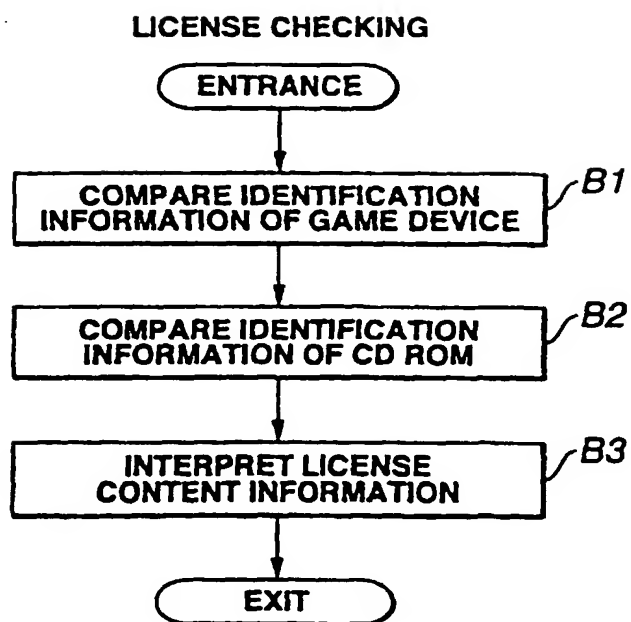 LICENSE CHECKING
ENTRANCE
COMPARE IDENTIFICATION
INFORMATION OF GAME DEVICE
B1
COMPARE IDENTIFICATION
INFORMATION OF CD ROM
B2
INTERPRET LICENSE
CONTENT INFORMATION
B3
EXIT